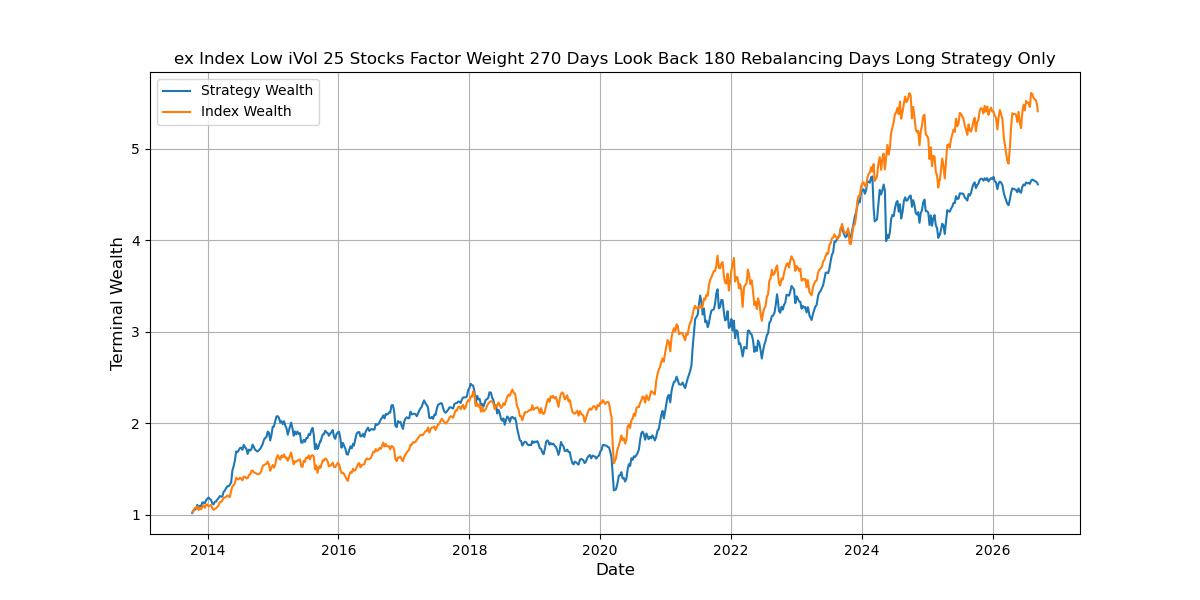 ex Index Low iVol 25 Stocks Factor Weight 270 Days Look Back 180 Rebalancing Days Long Strategy Only
Strategy Wealth
Index Wealth
Terminal Wealth
5
4
3
2
1
2014 2016 2018 2020 2022 2024 2026
Date